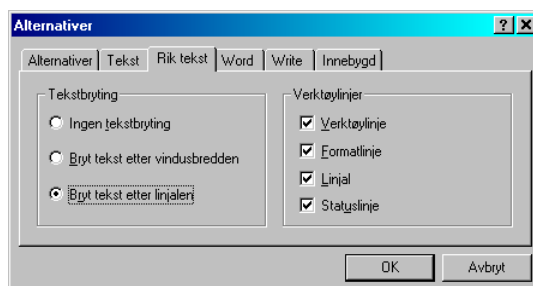 Alternativer
Alternativer Tekst Rik tekst Word Write Innebygd
Tekstbryting
Ingen tekstbryting
Bryt tekst etter vindusbredden
Bryt tekst etter linjalen
Verktøylinjer
Verktøylinje
Formatlinje
Linjal
Statuslinje
OK Avbryt